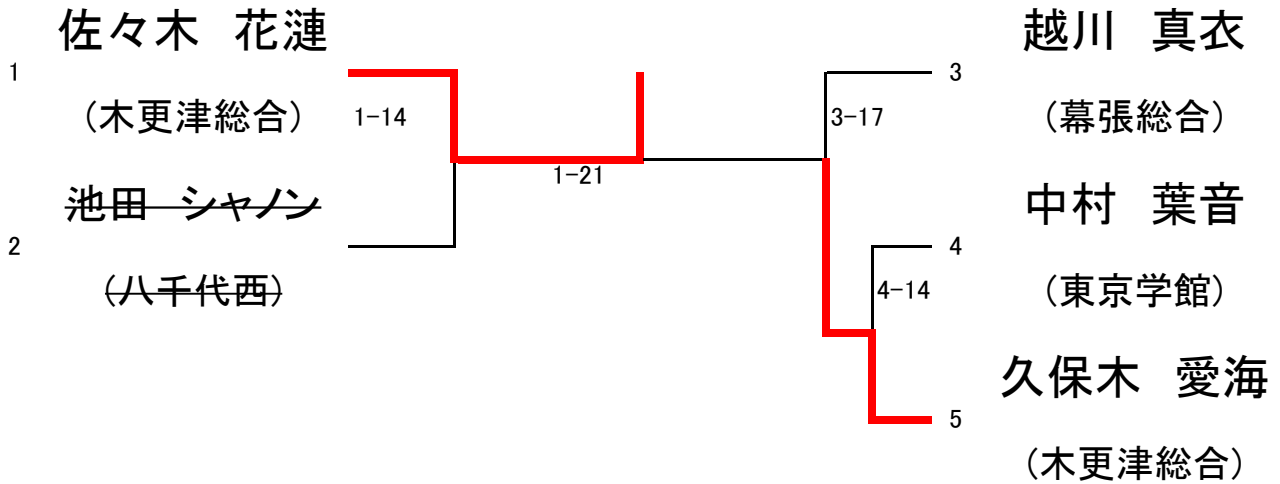 佐々木　花漣
1
(木更津総合)
1-14
池田　シャノン
2
(八千代西)
1-21
越川　真衣
3
(幕張総合)
3-17
中村　葉音
4
(東京学館)
4-14
久保木　愛海
5
(木更津総合)